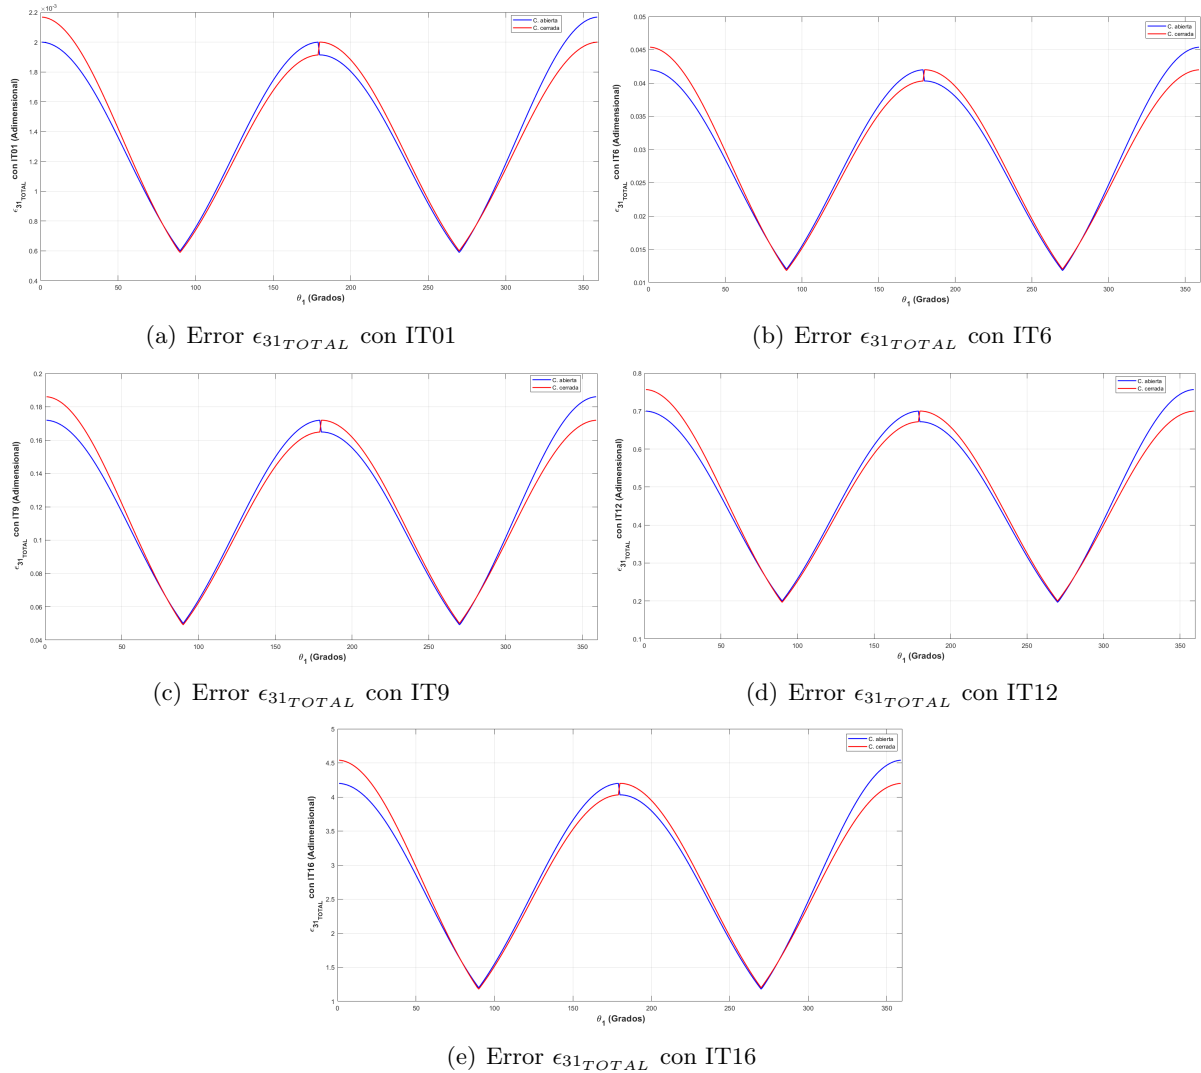 ×10⁻³
2.2
2
1.8
1.6
1.4
1.2
1
0.8
0.6
0.4
0 50 100 150 200 250 300 350
ϵ31TOTAL con IT01 (Adimensional)
θ1 (Grados)
C. abierta
C. cerrada
(a) Error ϵ31TOTAL con IT01
0.05
0.045
0.04
0.035
0.03
0.025
0.02
0.015
0.01
0 50 100 150 200 250 300 350
ϵ31TOTAL con IT6 (Adimensional)
θ1 (Grados)
C. abierta
C. cerrada
(b) Error ϵ31TOTAL con IT6
0.2
0.18
0.16
0.14
0.12
0.1
0.08
0.06
0.04
0 50 100 150 200 250 300 350
ϵ31TOTAL con IT9 (Adimensional)
θ1 (Grados)
C. abierta
C. cerrada
(c) Error ϵ31TOTAL con IT9
0.8
0.7
0.6
0.5
0.4
0.3
0.2
0.1
0 50 100 150 200 250 300 350
ϵ31TOTAL con IT12 (Adimensional)
θ1 (Grados)
C. abierta
C. cerrada
(d) Error ϵ31TOTAL con IT12
5
4.5
4
3.5
3
2.5
2
1.5
1
0 50 100 150 200 250 300 350
ϵ31TOTAL con IT16 (Adimensional)
θ1 (Grados)
C. abierta
C. cerrada
(e) Error ϵ31TOTAL con IT16